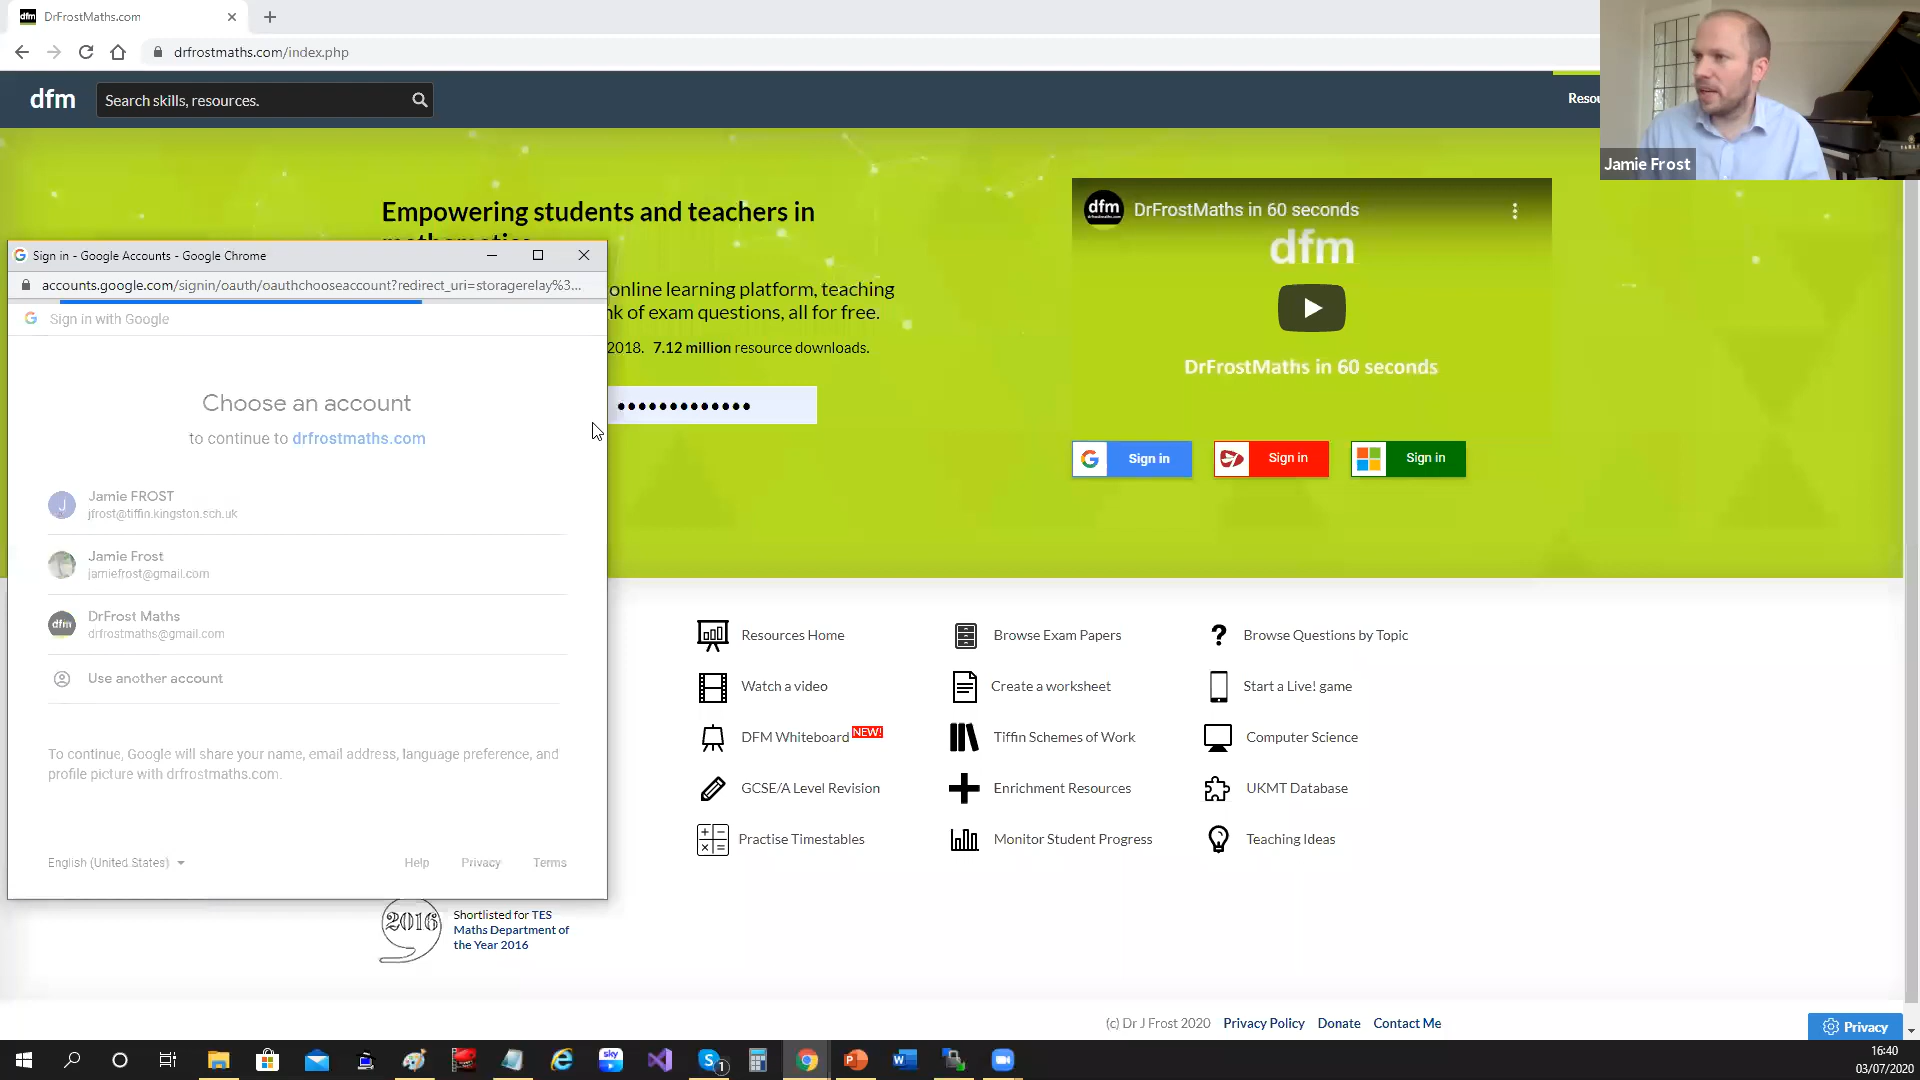 DrFrostMaths.com
drfrostmaths.com/index.php
dfm
Search skills, resources.
Resou
Jamie Frost
Empowering students and teachers in
online learning platform, teaching
nk of exam questions, all for free.
2018. 7.12 million resource downloads.
dfm
DrFrostMaths in 60 seconds
dfm
DrFrostMaths in 60 seconds
Sign in
Sign in
Sign in
Sign in - Google Accounts - Google Chrome
accounts.google.com/signin/oauth/oauthchooseaccount?redirect_uri=storagerelay%3...
Sign in with Google
Choose an account
to continue to drfrostmaths.com
Jamie FROST
jfrost@tiffin.kingston.sch.uk
Jamie Frost
jamiefrost@gmail.com
dfm
DrFrost Maths
drfrostmaths@gmail.com
Use another account
To continue, Google will share your name, email address, language preference, and
profile picture with drfrostmaths.com.
English (United States)
Help Privacy Terms
Resources Home
Browse Exam Papers
Browse Questions by Topic
Watch a video
Create a worksheet
Start a Live! game
DFM Whiteboard NEW!
Tiffin Schemes of Work
Computer Science
GCSE/A Level Revision
Enrichment Resources
UKMT Database
Practise Timestables
Monitor Student Progress
Teaching Ideas
2016
Shortlisted for TES
Maths Department of
the Year 2016
(c) Dr J Frost 2020 Privacy Policy Donate Contact Me
Privacy
16:40
03/07/2020